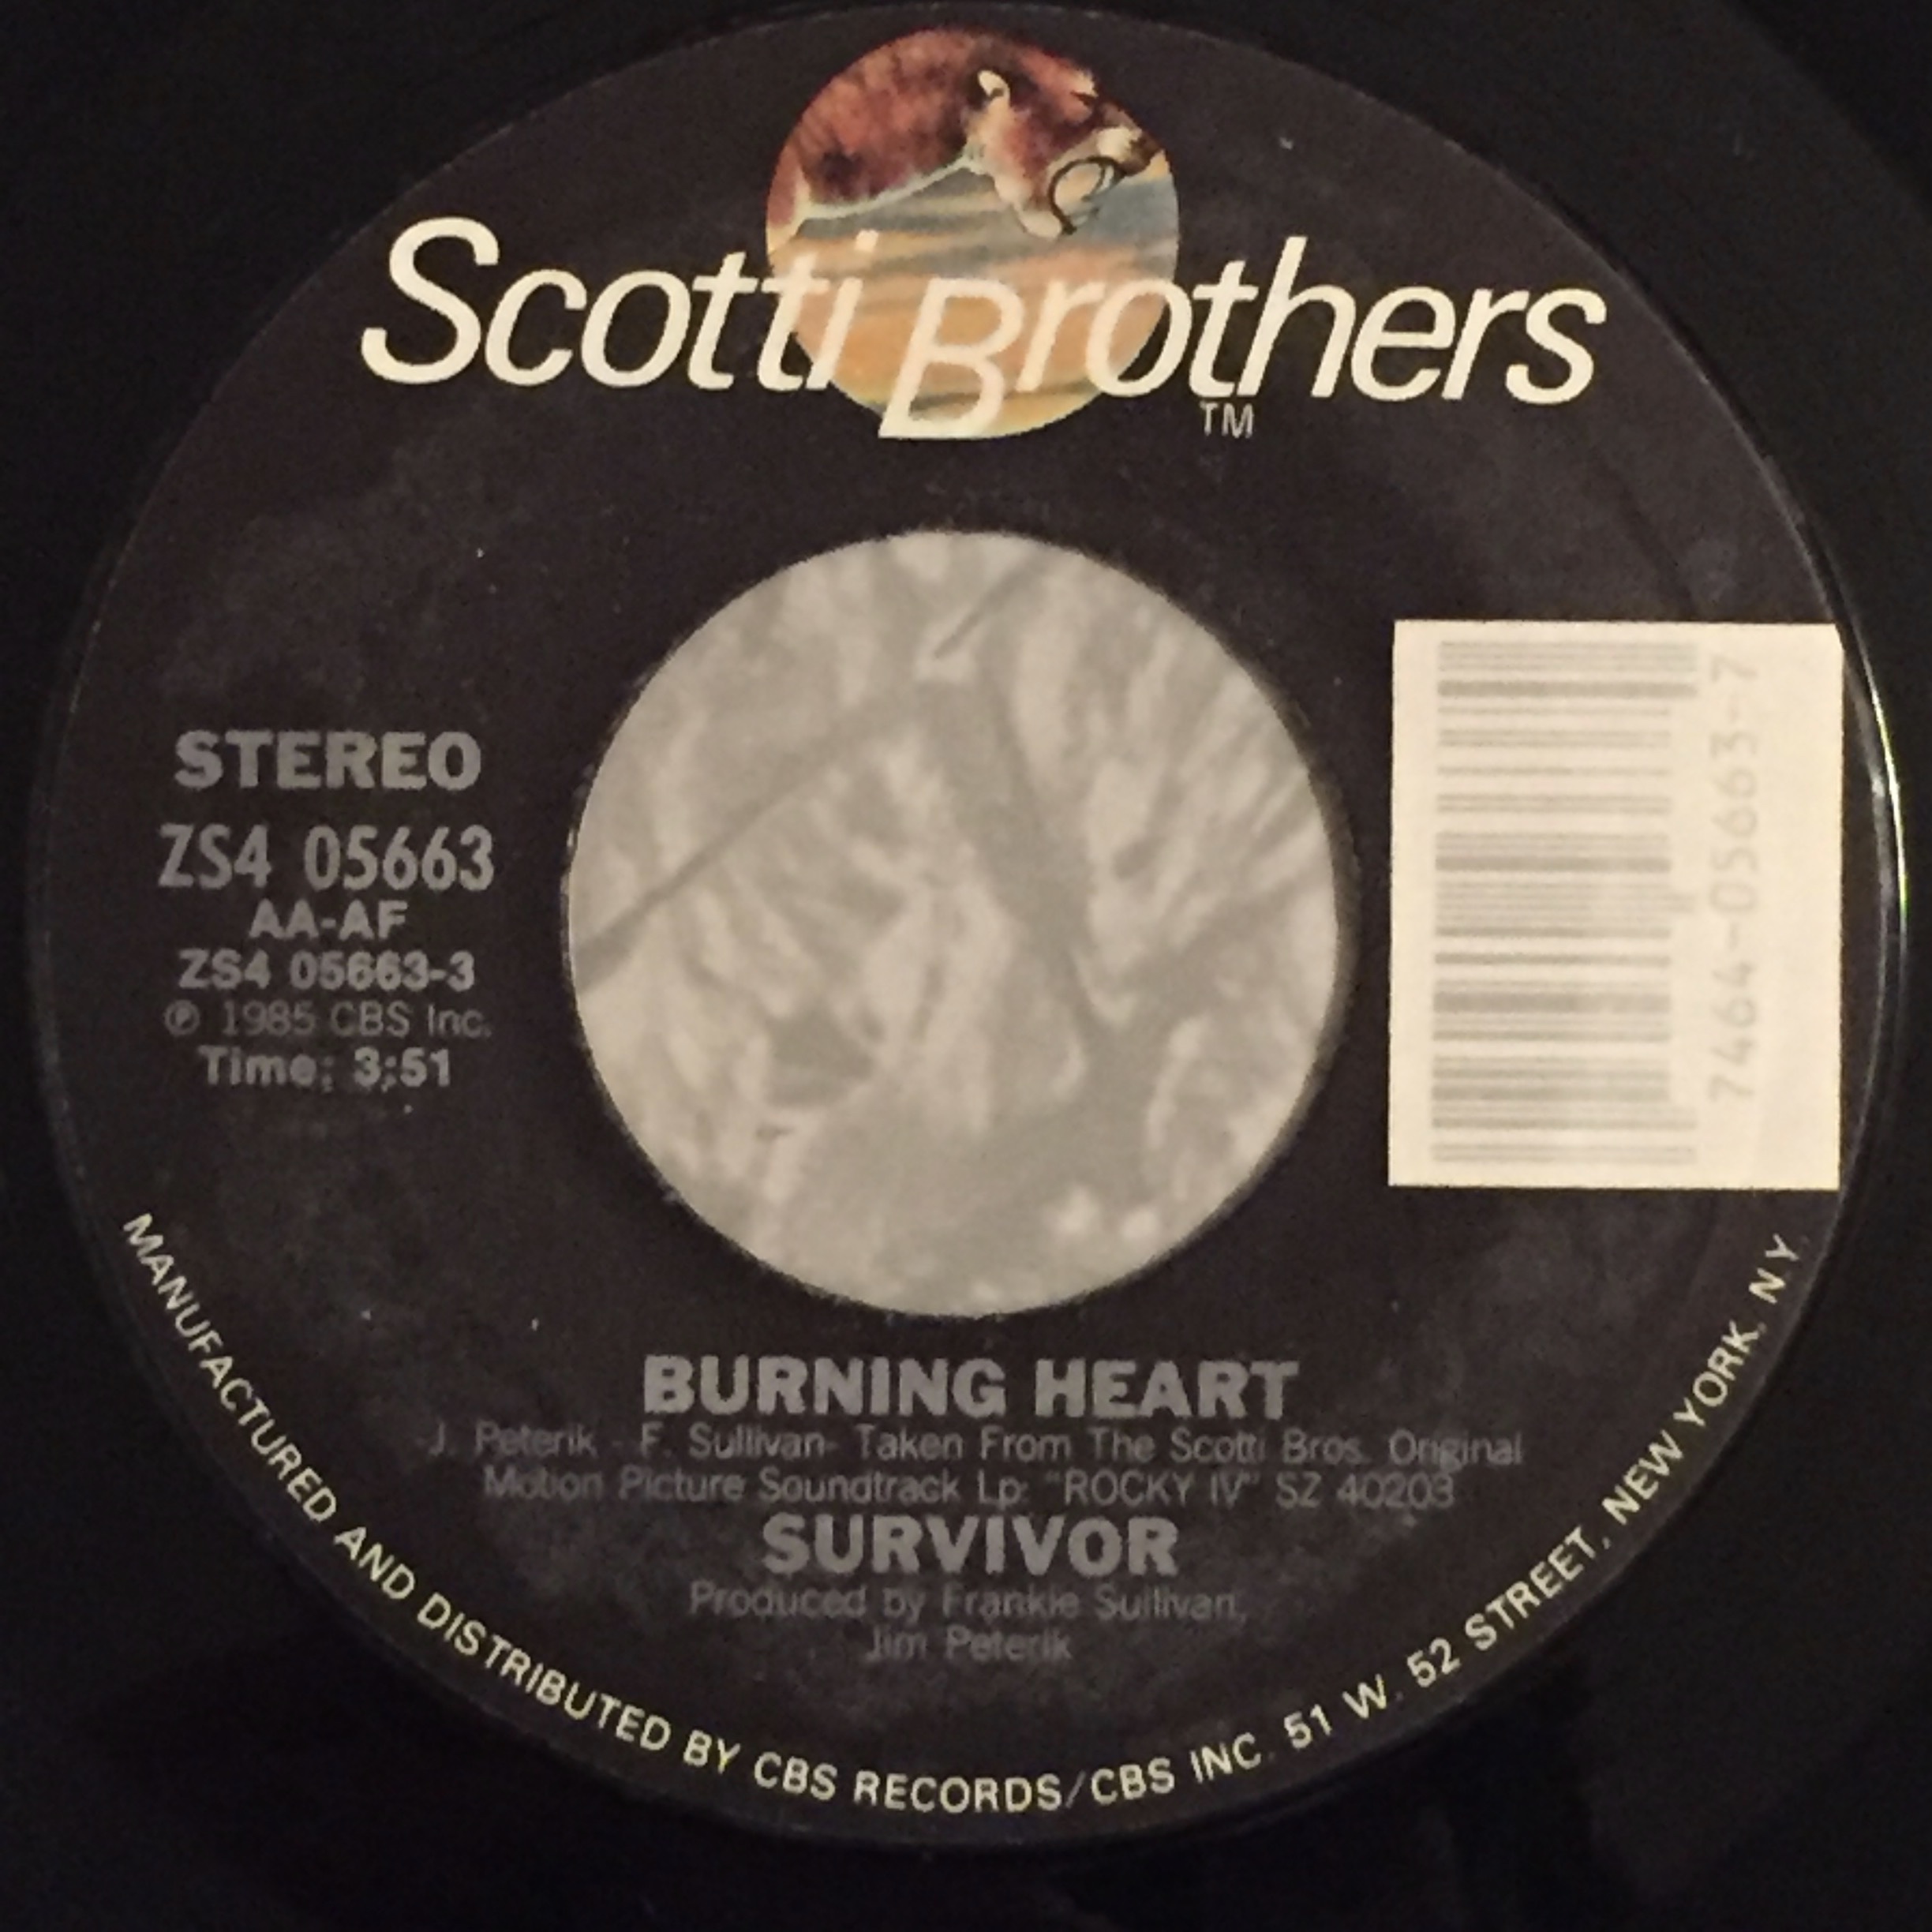 Scotti Brothers
TM
STEREO
ZS4 05663
AA-AF
ZS4 05663-3
℗ 1985 CBS Inc.
Time: 3:51
7464-05663-7
BURNING HEART
-J. Peterik - F. Sullivan- Taken From The Scotti Bros. Original
Motion Picture Soundtrack Lp: "ROCKY IV" SZ 40203
SURVIVOR
Produced by Frankie Sullivan,
Jim Peterik
MANUFACTURED AND DISTRIBUTED BY CBS RECORDS/CBS INC. 51 W. 52 STREET, NEW YORK, N.Y.